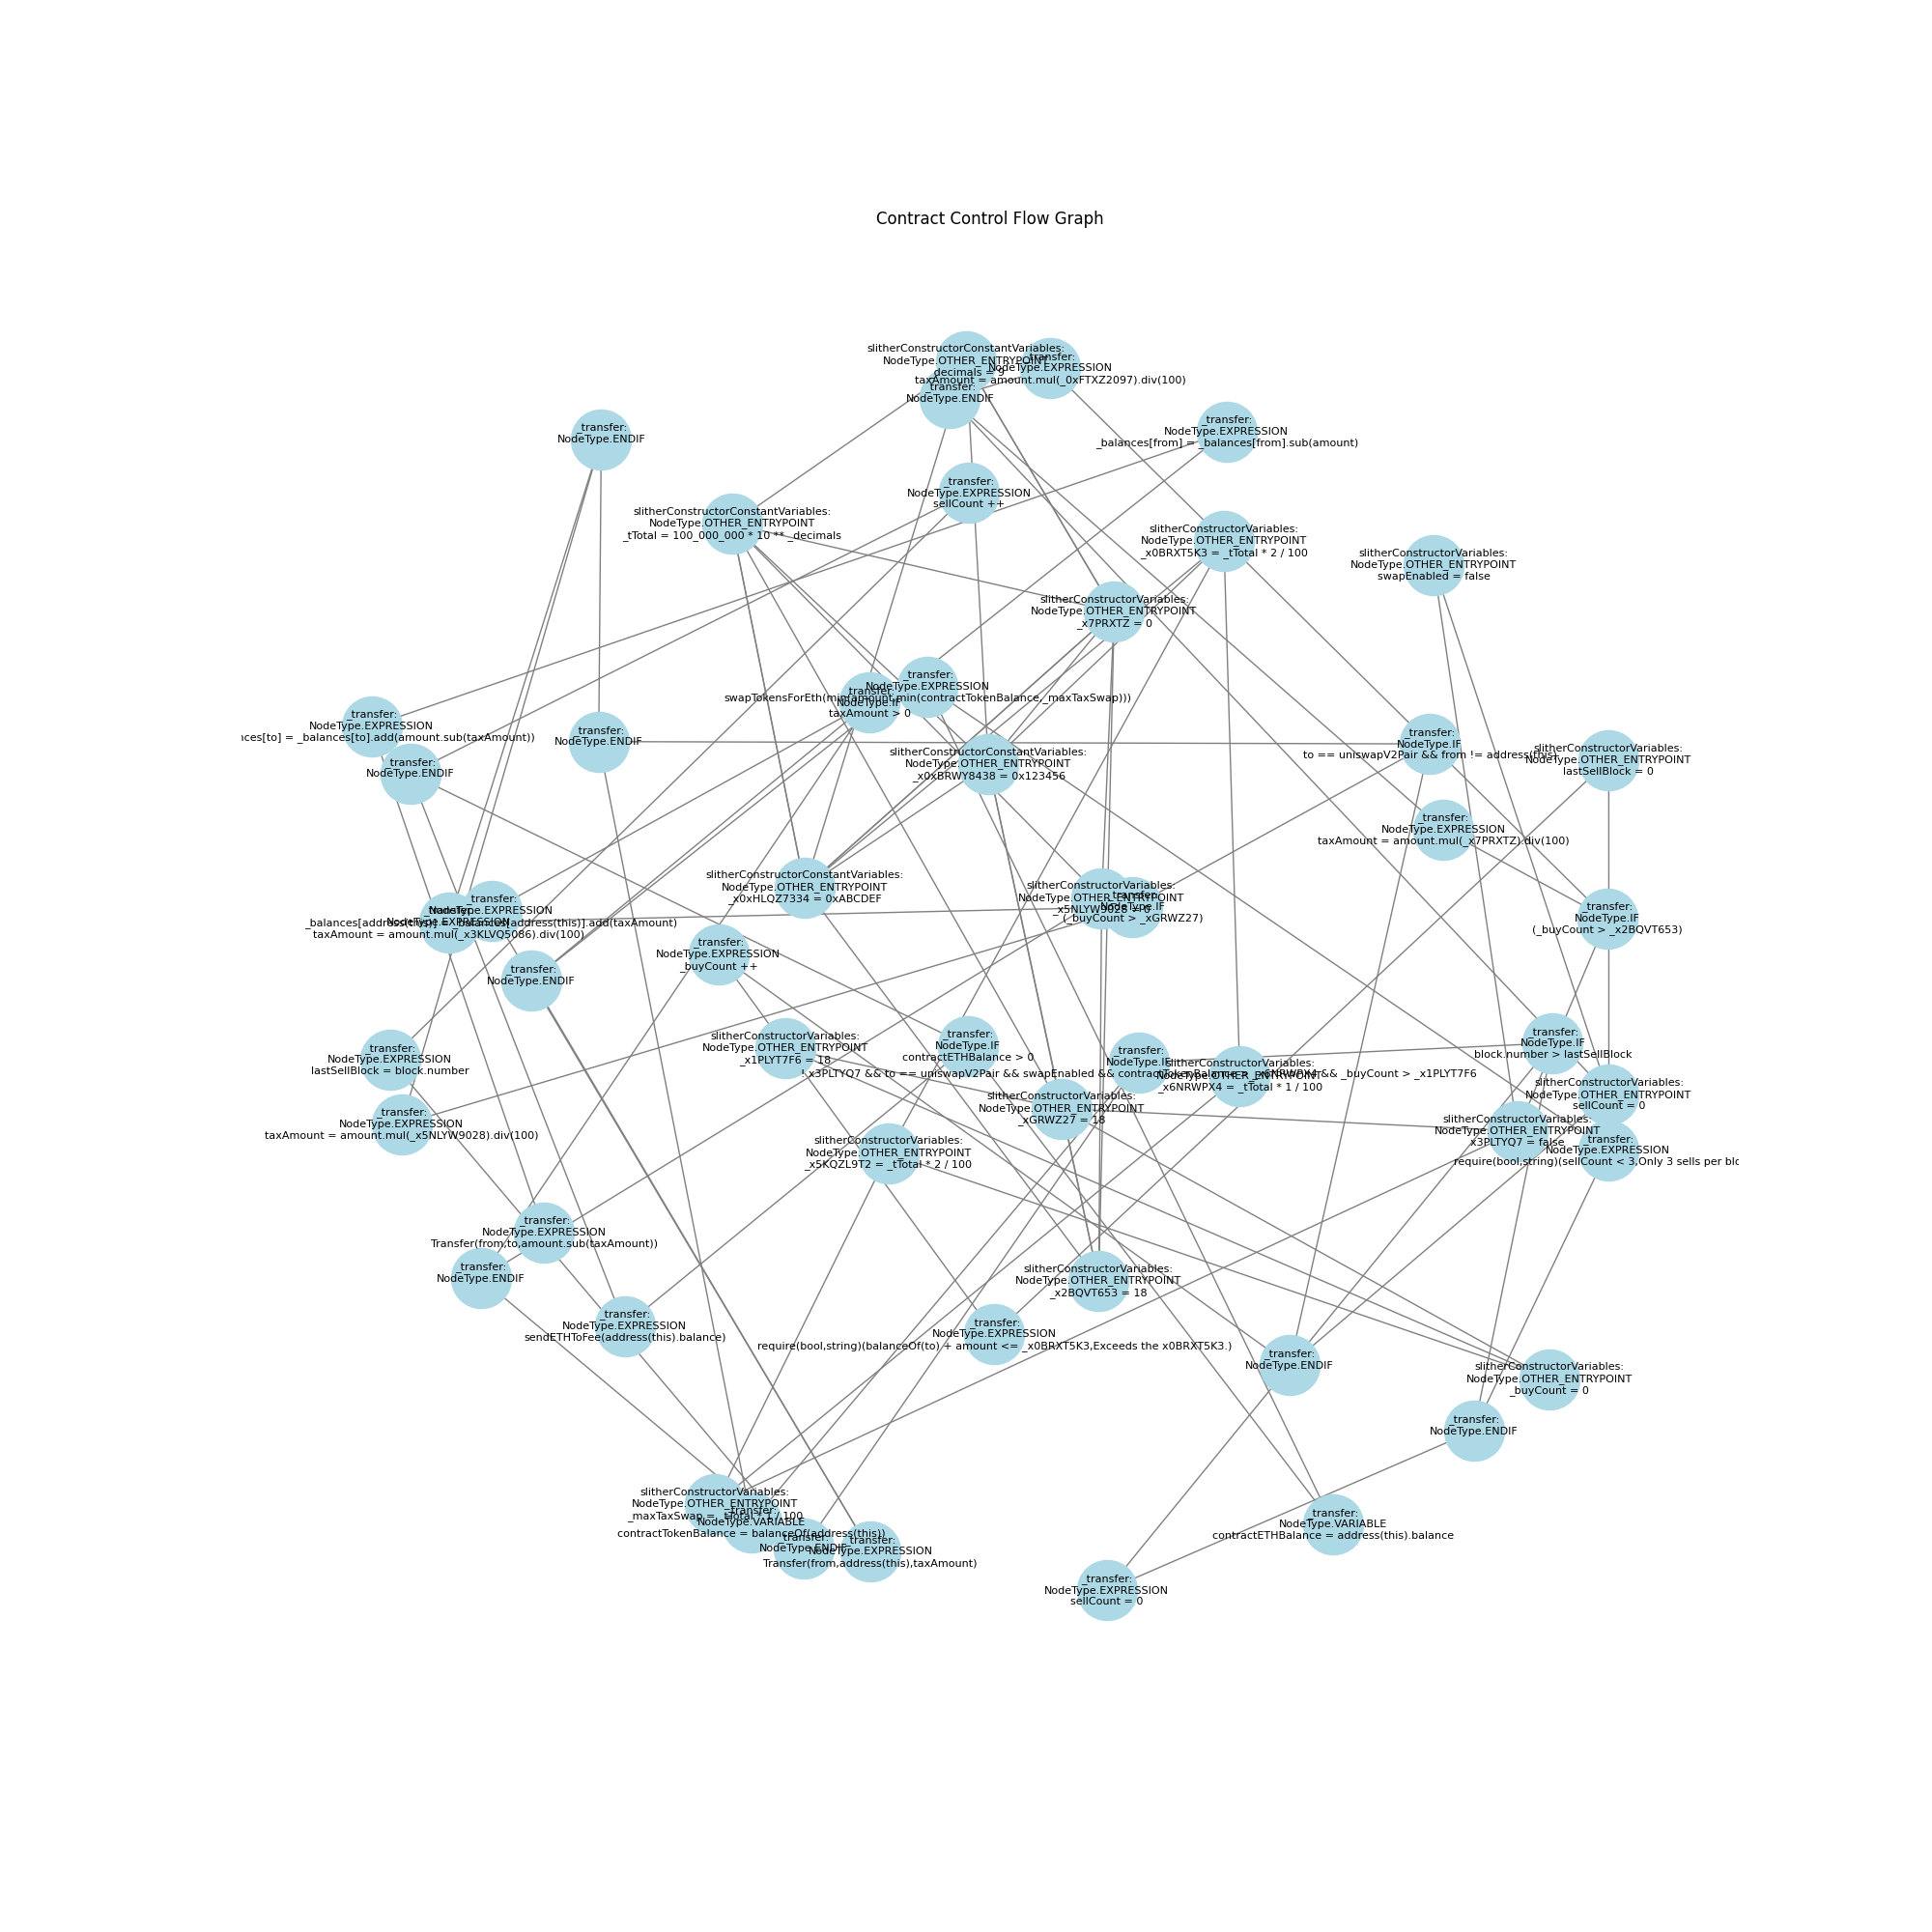 Contract Control Flow Graph
slitherConstructorConstantVariables:
NodeType.OTHER_ENTRYPOINT
_decimals = 9
_transfer:
NodeType.EXPRESSION
taxAmount = amount.mul(_0xFTXZ2097).div(100)
_transfer:
NodeType.ENDIF
_transfer:
NodeType.EXPRESSION
_balances[from] = _balances[from].sub(amount)
_transfer:
NodeType.ENDIF
_transfer:
NodeType.EXPRESSION
sellCount ++
slitherConstructorConstantVariables:
NodeType.OTHER_ENTRYPOINT
_tTotal = 100_000_000 * 10 ** _decimals
slitherConstructorVariables:
NodeType.OTHER_ENTRYPOINT
_x0BRXT5K3 = _tTotal * 2 / 100
slitherConstructorVariables:
NodeType.OTHER_ENTRYPOINT
swapEnabled = false
slitherConstructorVariables:
NodeType.OTHER_ENTRYPOINT
_x7PRXTZ = 0
_transfer:
NodeType.EXPRESSION
swapTokensForEth(min(amount,min(contractTokenBalance,_maxTaxSwap)))
_transfer:
NodeType.IF
taxAmount > 0
_transfer:
NodeType.EXPRESSION
nces[to] = _balances[to].add(amount.sub(taxAmount))
_transfer:
NodeType.ENDIF
_transfer:
NodeType.IF
to == uniswapV2Pair && from != address(this)
slitherConstructorVariables:
NodeType.OTHER_ENTRYPOINT
lastSellBlock = 0
slitherConstructorConstantVariables:
NodeType.OTHER_ENTRYPOINT
_x0xBRWY8438 = 0x123456
_transfer:
NodeType.ENDIF
_transfer:
NodeType.EXPRESSION
taxAmount = amount.mul(_x7PRXTZ).div(100)
slitherConstructorConstantVariables:
NodeType.OTHER_ENTRYPOINT
_x0xHLQZ7334 = 0xABCDEF
slitherConstructorVariables:
NodeType.OTHER_ENTRYPOINT
_x5NLYW9028 = 0
_transfer:
NodeType.IF
(_buyCount > _xGRWZ27)
_transfer:
NodeType.IF
(_buyCount > _x2BQVT653)
_transfer:
NodeType.EXPRESSION
_balances[address(this)] = _balances[address(this)].add(taxAmount)
_transfer:
NodeType.EXPRESSION
taxAmount = amount.mul(_x3KLVQ5086).div(100)
_transfer:
NodeType.EXPRESSION
_buyCount ++
_transfer:
NodeType.ENDIF
_transfer:
NodeType.EXPRESSION
lastSellBlock = block.number
slitherConstructorVariables:
NodeType.OTHER_ENTRYPOINT
_x1PLYT7F6 = 18
_transfer:
NodeType.IF
contractETHBalance > 0
_transfer:
NodeType.IF
&& to == uniswapV2Pair && swapEnabled && contractTokenBalance > _x6NRWPX4 && _buyCount > _x1PLYT7F6
slitherConstructorVariables:
NodeType.OTHER_ENTRYPOINT
_x6NRWPX4 = _tTotal * 1 / 100
_transfer:
NodeType.IF
block.number > lastSellBlock
slitherConstructorVariables:
NodeType.OTHER_ENTRYPOINT
sellCount = 0
slitherConstructorVariables:
NodeType.OTHER_ENTRYPOINT
_xGRWZ27 = 18
_transfer:
NodeType.EXPRESSION
taxAmount = amount.mul(_x5NLYW9028).div(100)
slitherConstructorVariables:
NodeType.OTHER_ENTRYPOINT
x3PLTYQ7 = false
_transfer:
NodeType.EXPRESSION
require(bool,string)(sellCount < 3,Only 3 sells per blo
slitherConstructorVariables:
NodeType.OTHER_ENTRYPOINT
_x5KQZL9T2 = _tTotal * 2 / 100
_transfer:
NodeType.EXPRESSION
Transfer(from,to,amount.sub(taxAmount))
_transfer:
NodeType.ENDIF
slitherConstructorVariables:
NodeType.OTHER_ENTRYPOINT
_x2BQVT653 = 18
_transfer:
NodeType.EXPRESSION
sendETHToFee(address(this).balance)
_transfer:
NodeType.EXPRESSION
require(bool,string)(balanceOf(to) + amount <= _x0BRXT5K3,Exceeds the x0BRXT5K3.)
_transfer:
NodeType.ENDIF
slitherConstructorVariables:
NodeType.OTHER_ENTRYPOINT
_buyCount = 0
_transfer:
NodeType.ENDIF
slitherConstructorVariables:
NodeType.OTHER_ENTRYPOINT
_maxTaxSwap = _tTotal * 1 / 100
_transfer:
NodeType.VARIABLE
contractTokenBalance = balanceOf(address(this))
_transfer:
NodeType.VARIABLE
contractETHBalance = address(this).balance
_transfer:
NodeType.ENDIF
_transfer:
NodeType.EXPRESSION
Transfer(from,address(this),taxAmount)
_transfer:
NodeType.EXPRESSION
sellCount = 0